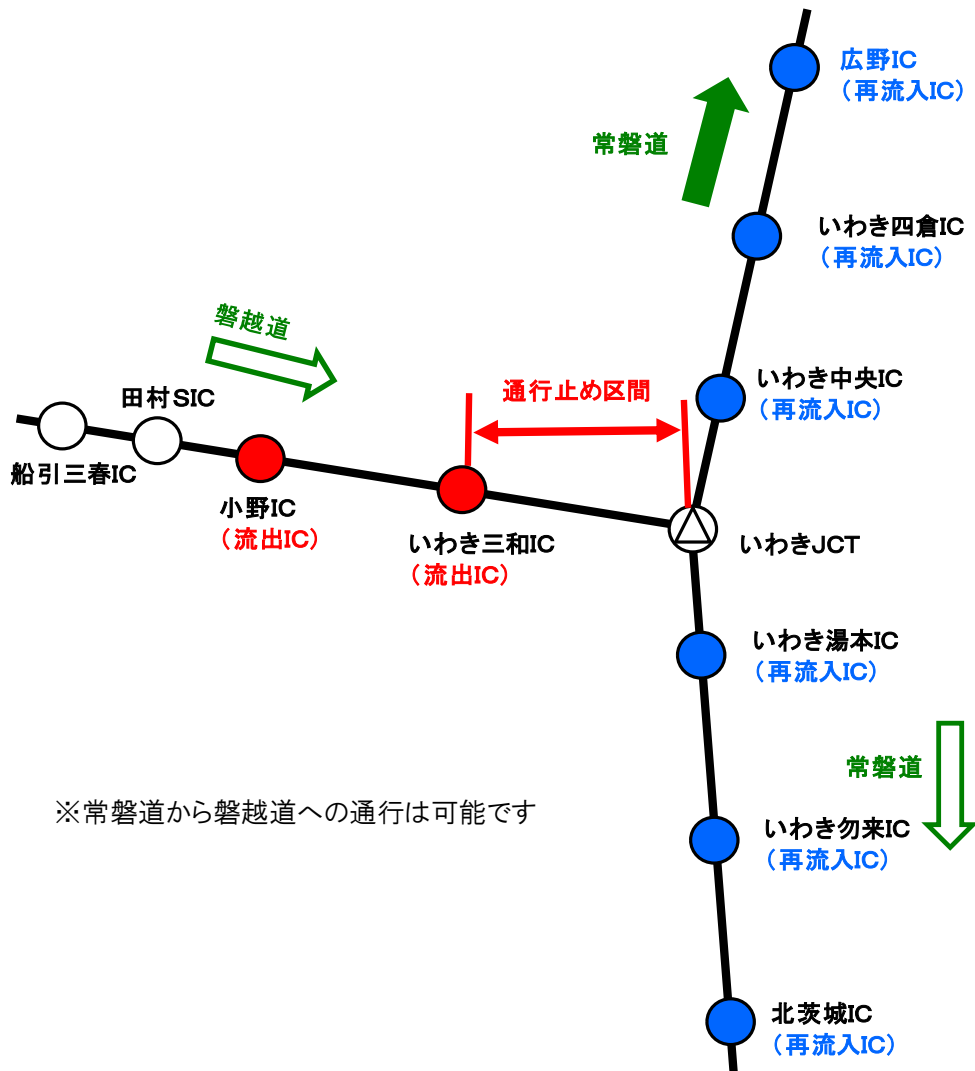 広野IC
（再流入IC）
常磐道
いわき四倉IC
（再流入IC）
磐越道
通行止め区間
いわき中央IC
（再流入IC）
田村SIC
船引三春IC
小野IC
（流出IC）
いわき三和IC
（流出IC）
いわきJCT
いわき湯本IC
（再流入IC）
常磐道
※常磐道から磐越道への通行は可能です
いわき勿来IC
（再流入IC）
北茨城IC
（再流入IC）